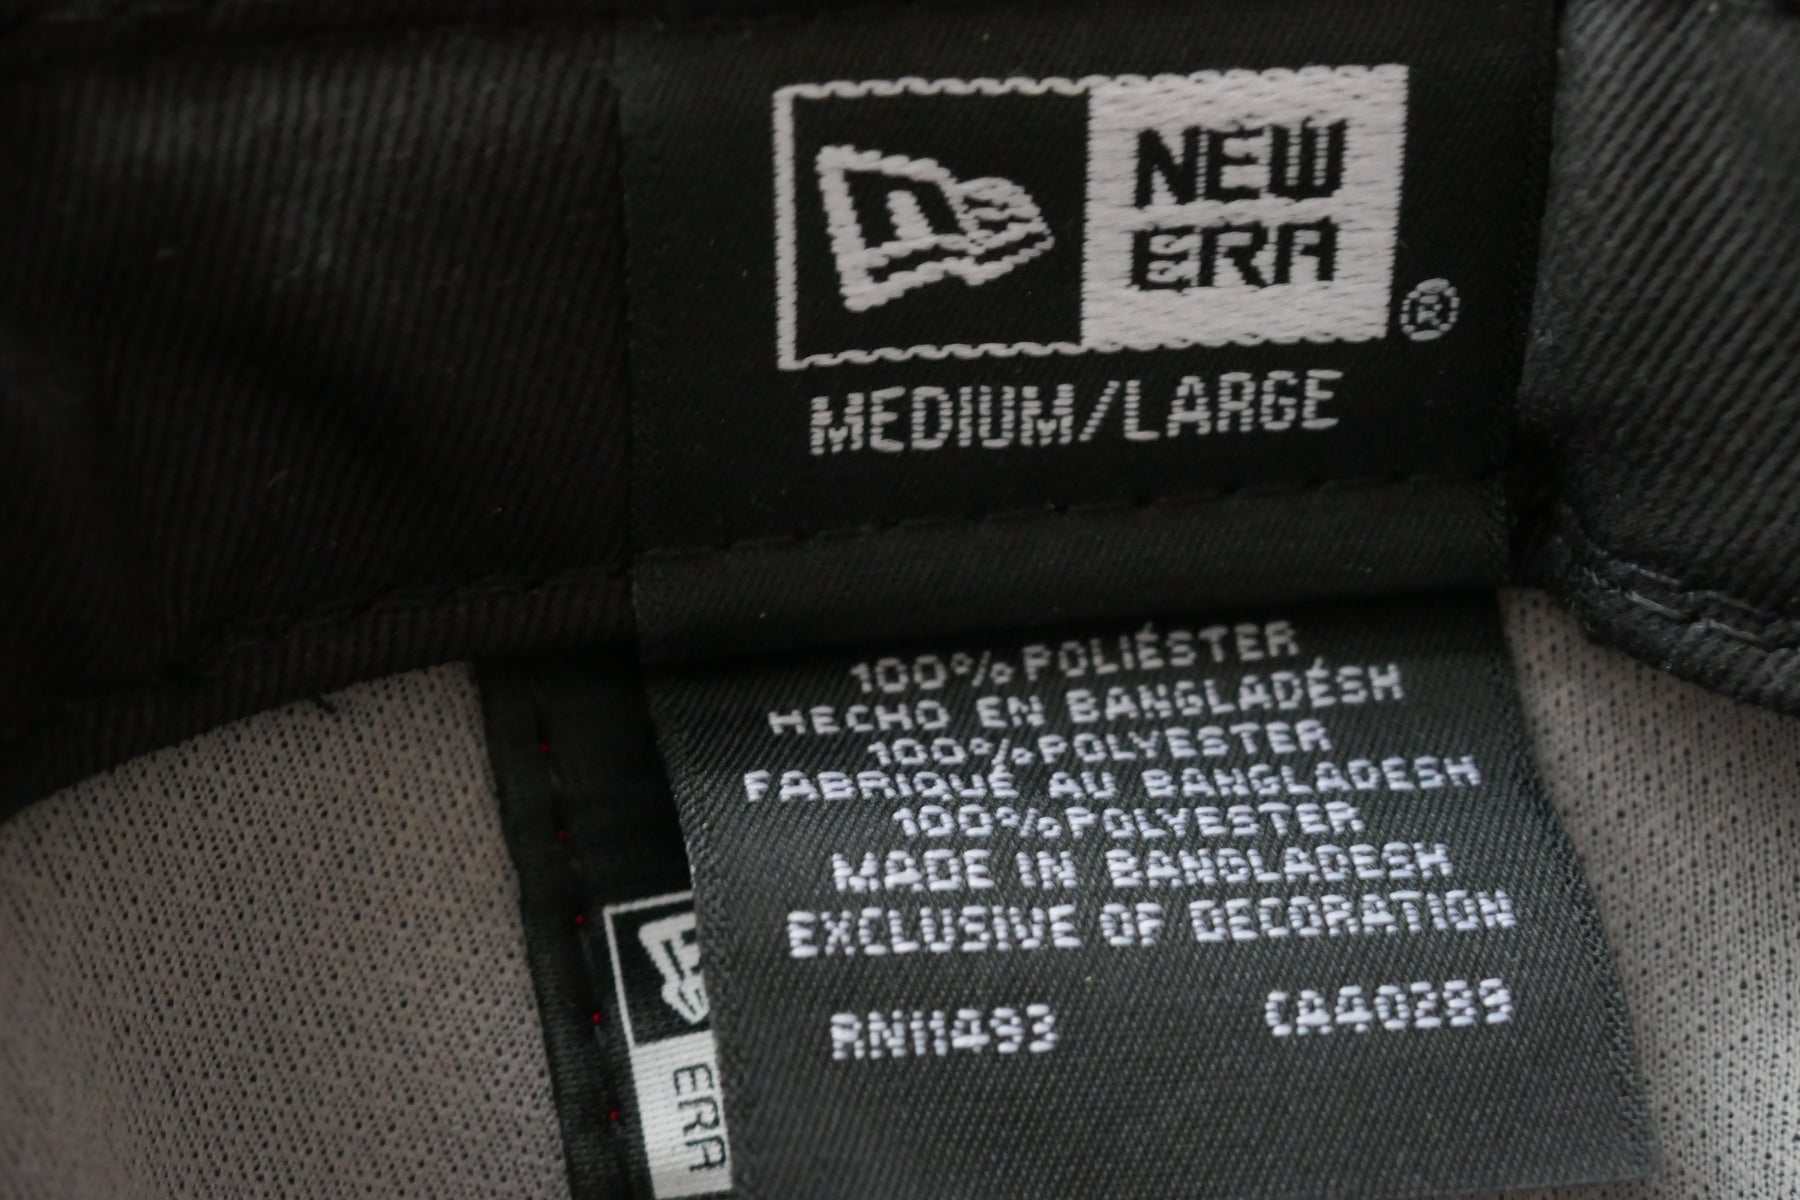 NEW
ERA
®
MEDIUM/LARGE
100% POLIÉSTER
HECHO EN BANGLADÉSH
100% POLYESTER
FABRIQUÉ AU BANGLADESH
100% POLYESTER
MADE IN BANGLADESH
EXCLUSIVE OF DECORATION
RN11493 CA40299
ERA